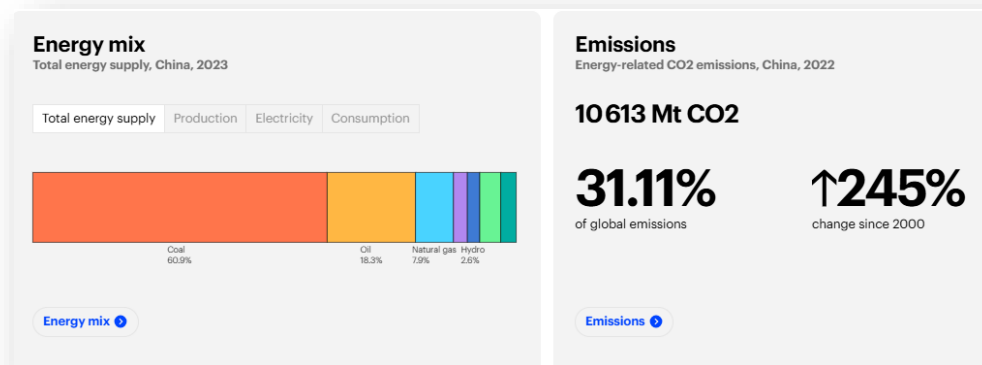 Energy mix
Total energy supply, China, 2023
Total energy supply Production Electricity Consumption
Coal
60.9%
Oil
18.3%
Natural gas
7.9%
Hydro
2.6%
Energy mix
Emissions
Energy-related CO2 emissions, China, 2022
10 613 Mt CO2
31.11%
of global emissions
↑245%
change since 2000
Emissions